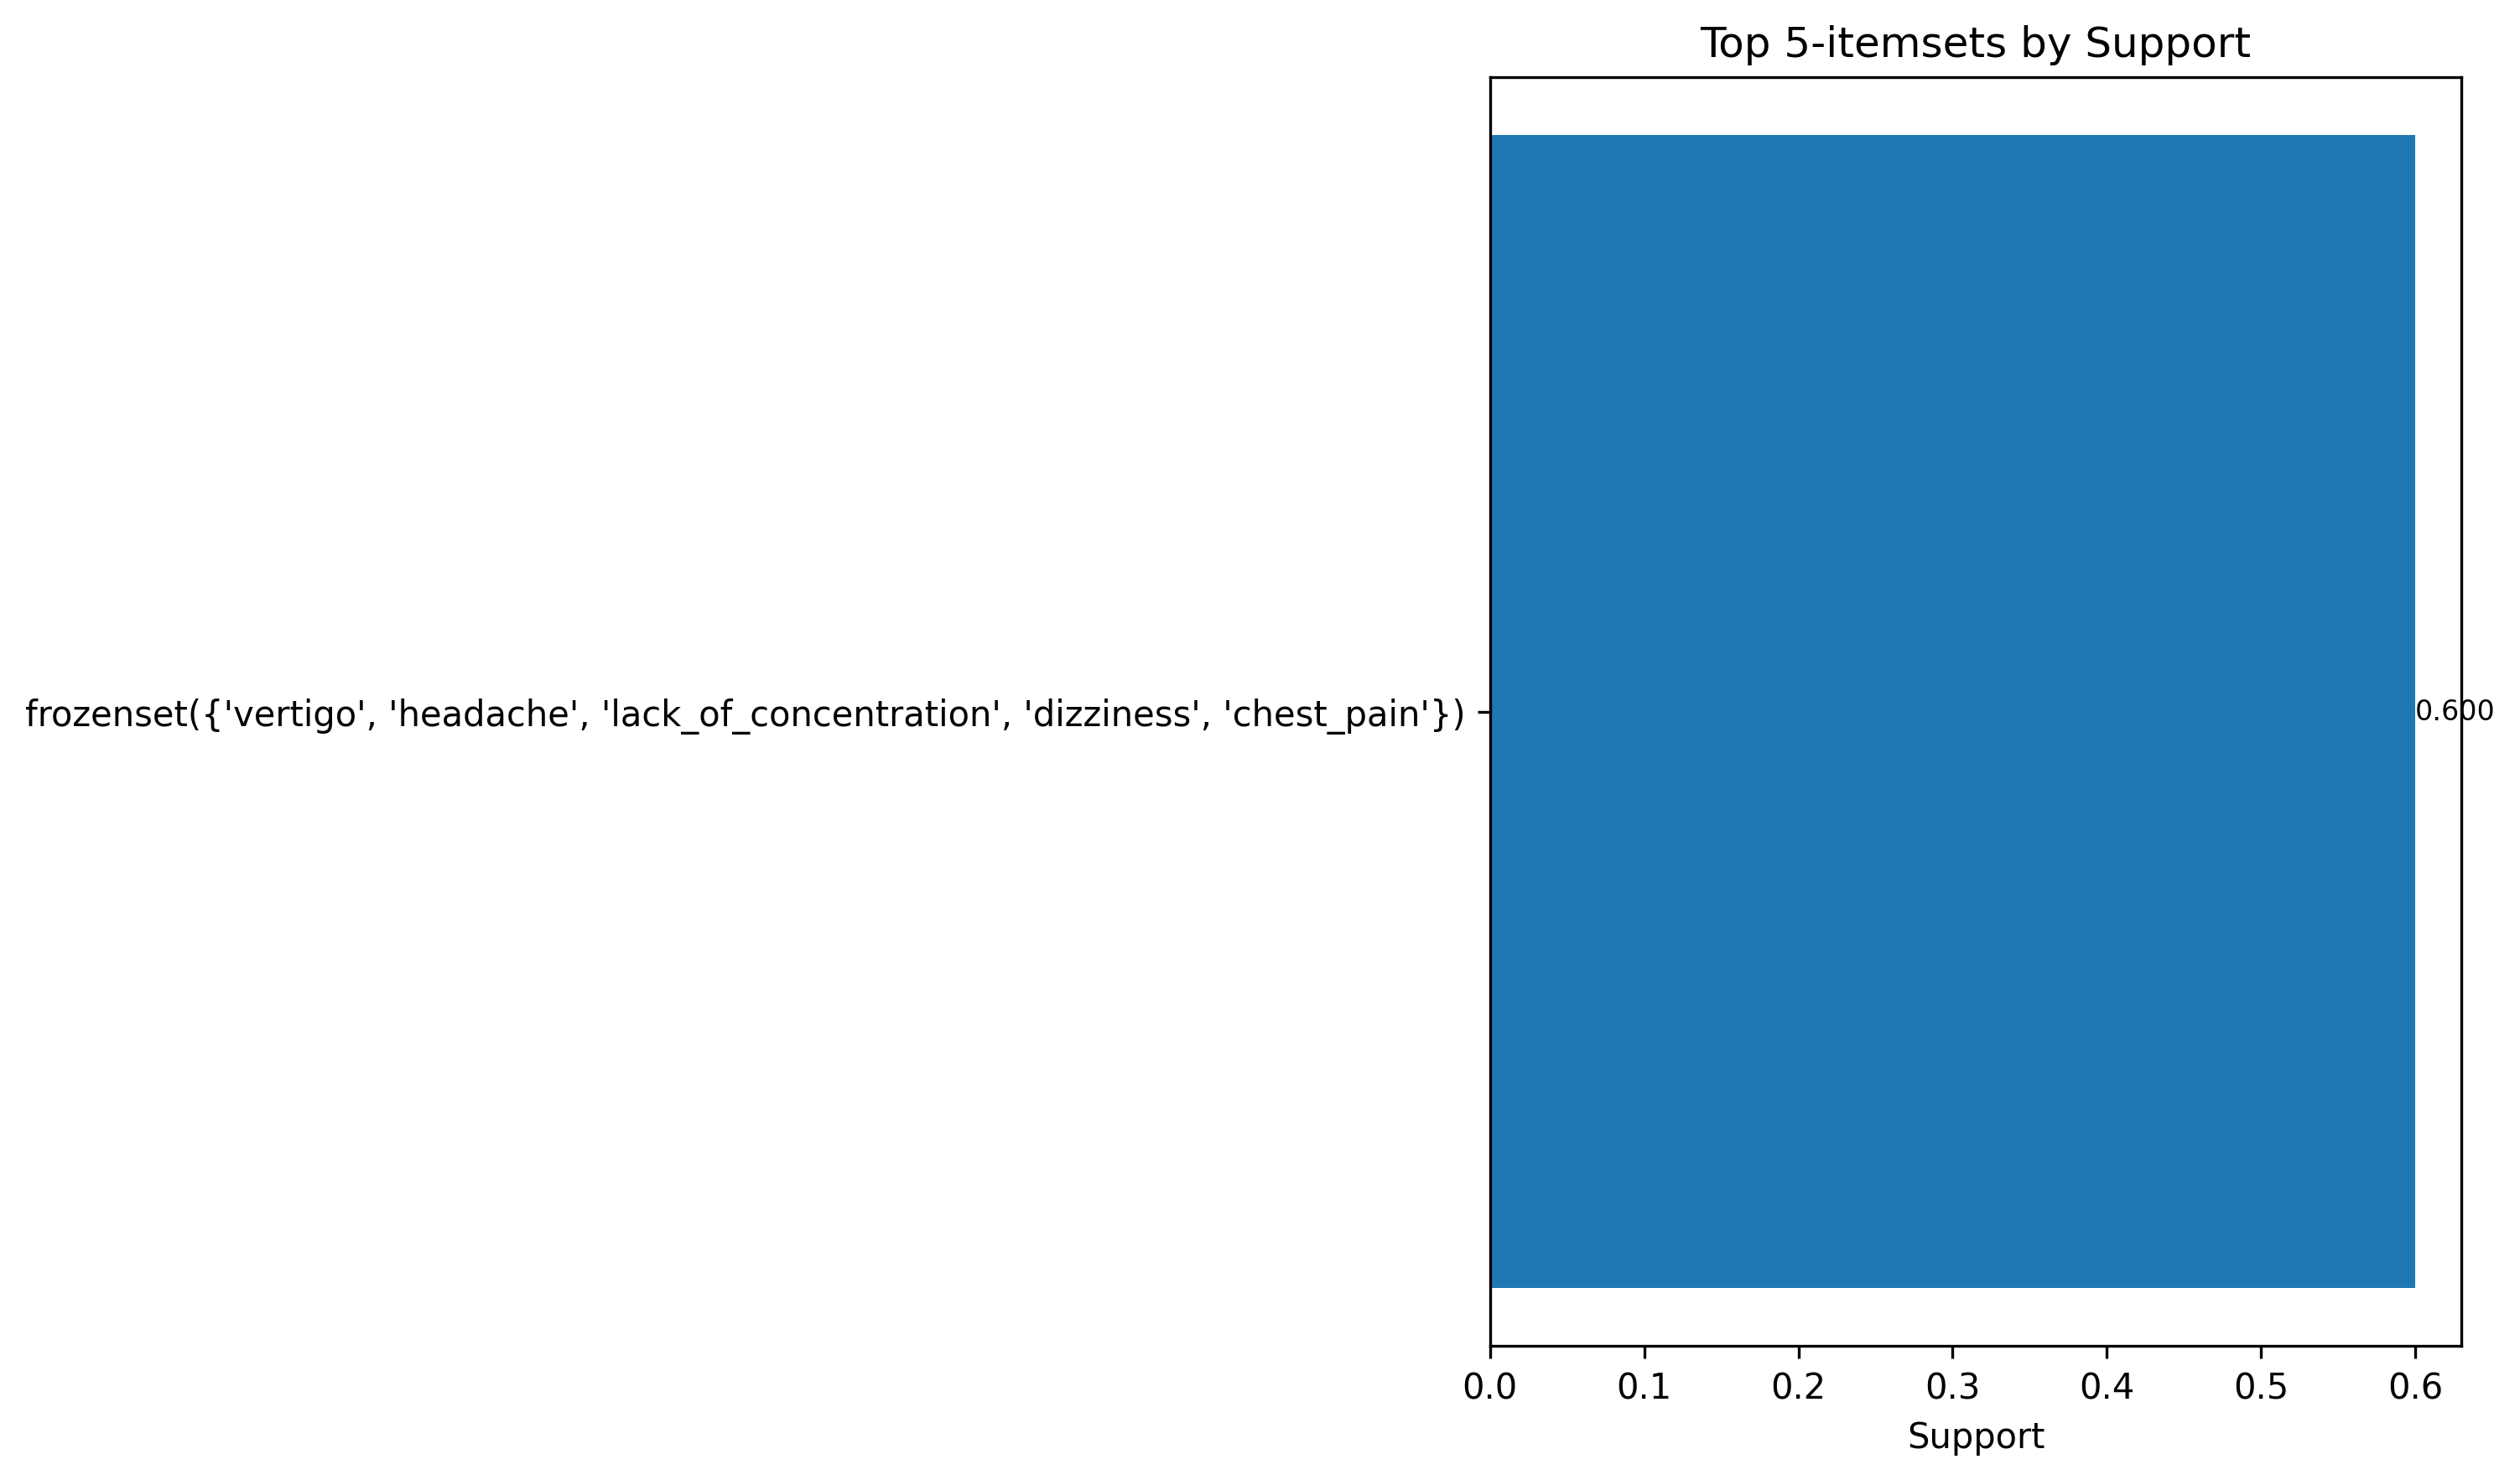 Top 5-itemsets by Support
frozenset({'vertigo', 'headache', 'lack_of_concentration', 'dizziness', 'chest_pain'})
0.600
0.0 0.1 0.2 0.3 0.4 0.5 0.6
Support